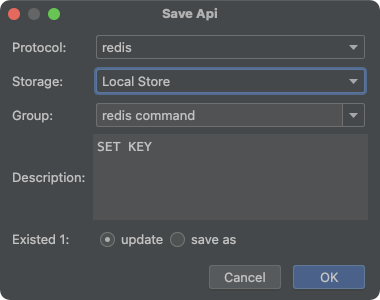 Save Api
Protocol: redis
Storage: Local Store
Group: redis command
SET KEY
Description:
Existed 1: update save as
Cancel OK